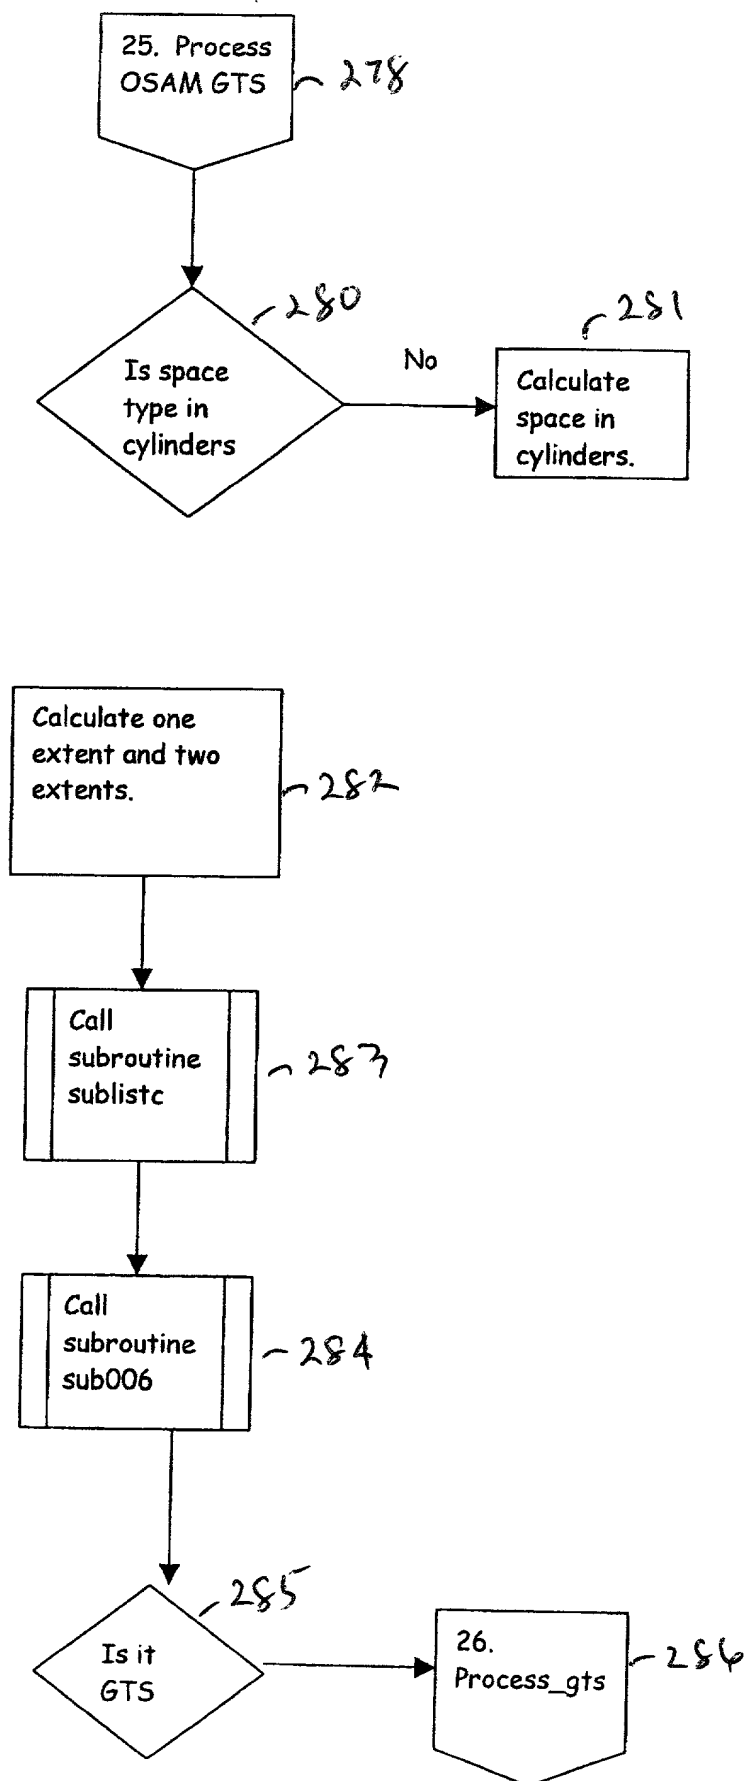 25. Process
OSAM GTS
278
280
Is space
type in
cylinders
No
281
Calculate
space in
cylinders.
Calculate one
extent and two
extents.
282
Call
subroutine
sublistc
283
Call
subroutine
sub006
284
285
Is it
GTS
26.
Process_gts
286